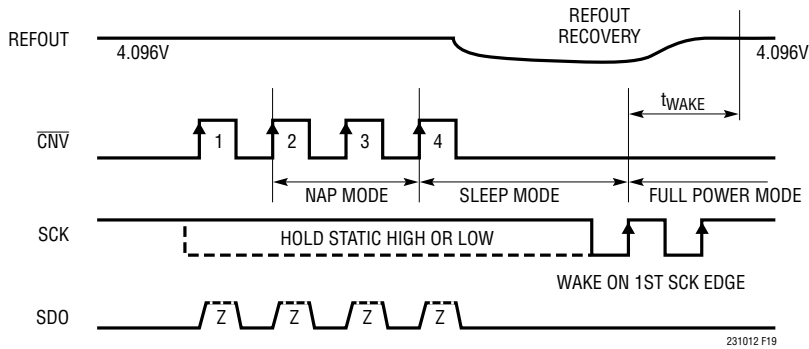 REFOUT
RECOVERY
REFOUT
4.096V
4.096V
tWAKE
CNV
1
2
3
4
NAP MODE
SLEEP MODE
FULL POWER MODE
SCK
HOLD STATIC HIGH OR LOW
WAKE ON 1ST SCK EDGE
SDO
Z
Z
Z
Z
231012 F19